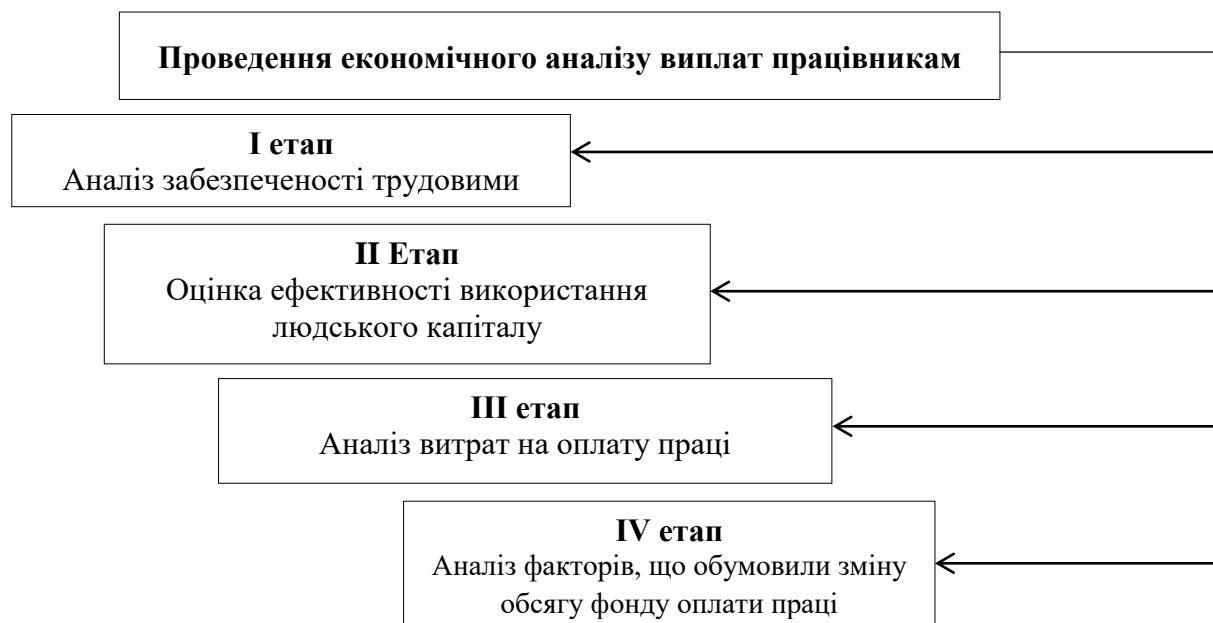 Проведення економічного аналізу виплат працівникам
І етап
Аналіз забезпеченості трудовими
ІІ Етап
Оцінка ефективності використання
людського капіталу
ІІІ етап
Аналіз витрат на оплату праці
IV етап
Аналіз факторів, що обумовили зміну
обсягу фонду оплати праці